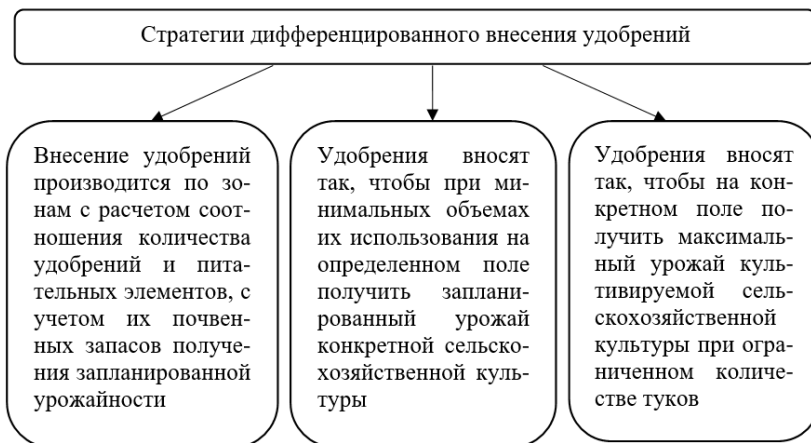 Стратегии дифференцированного внесения удобрений
Внесение удобрений
производится по зо-
нам с расчетом соот-
ношения количества
удобрений и пита-
тельных элементов, с
учетом их почвен-
ных запасов получе-
ния запланированной
урожайности
Удобрения вносят
так, чтобы при ми-
нимальных объемах
их использования на
определенном поле
получить заплани-
рованный урожай
конкретной сельско-
хозяйственной куль-
туры
Удобрения вносят
так, чтобы на кон-
кретном поле по-
лучить максималь-
ный урожай куль-
тивируемой сель-
скохозяйственной
культуры при огра-
ниченном количе-
стве туков